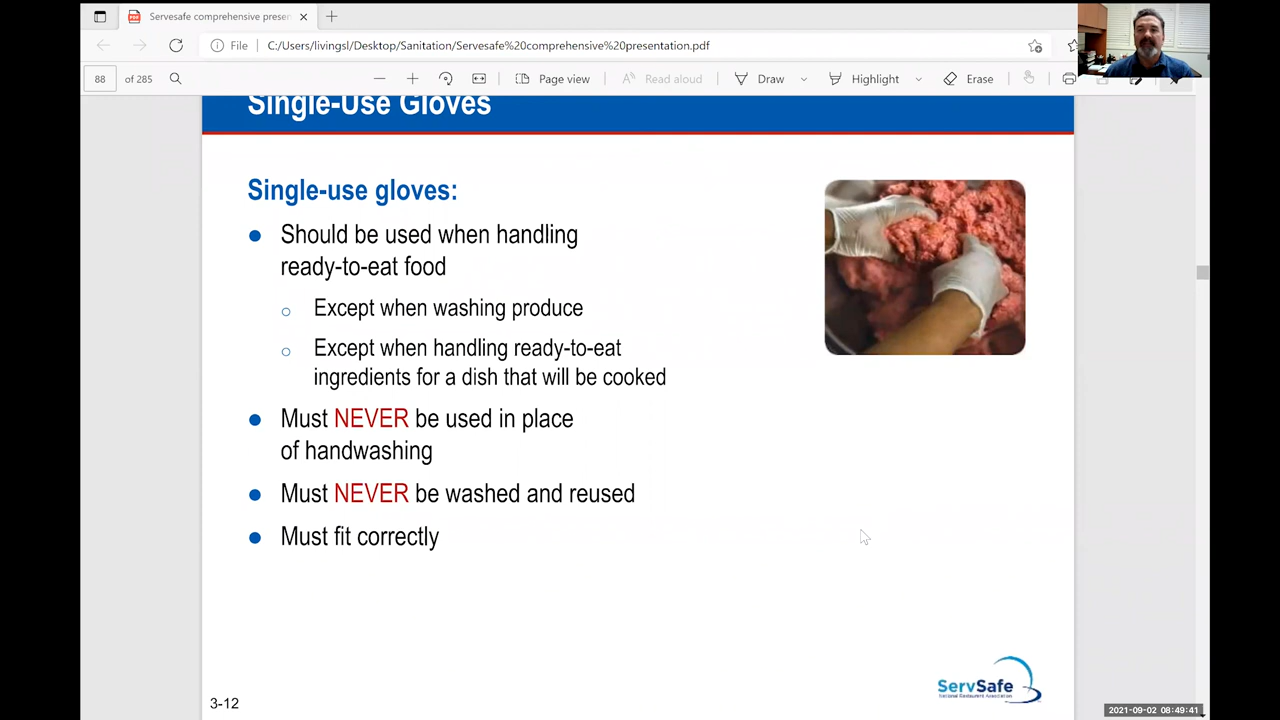 Servesafe comprehensive presen
File
C:/Users/livingsl/Desktop/Sanitation/Servesafe%20comprehensive%20presentation.pdf
88 of 285
Page view
Read aloud
Draw
Highlight
Erase
Single-Use Gloves
Single-use gloves:
Should be used when handling
ready-to-eat food
Except when washing produce
Except when handling ready-to-eat
ingredients for a dish that will be cooked
Must NEVER be used in place
of handwashing
Must NEVER be washed and reused
Must fit correctly
ServSafe
National Restaurant Association
3-12
2021-09-02 08:49:41